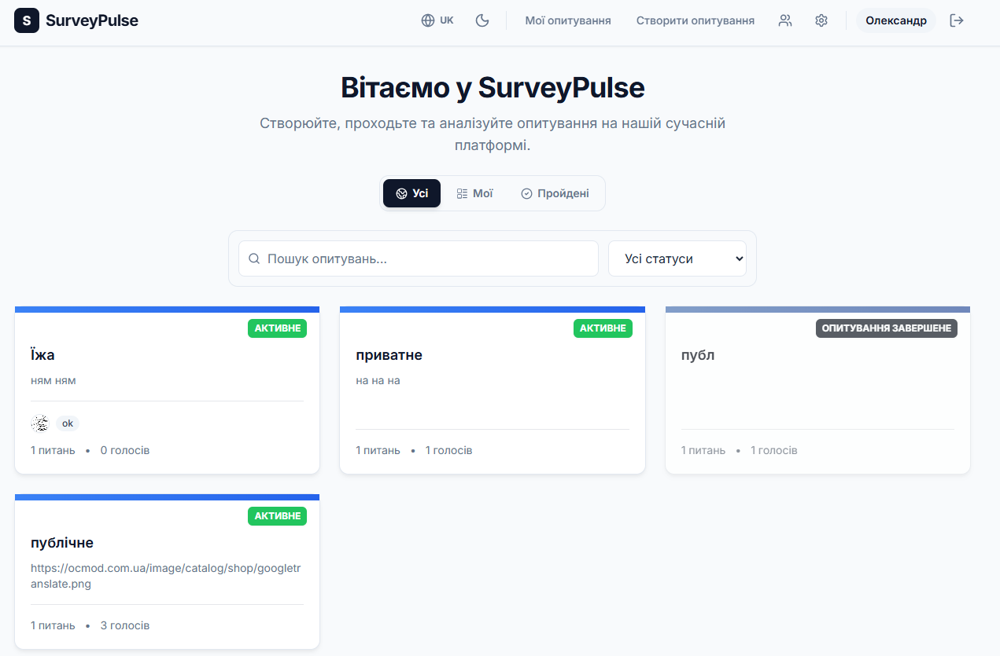 S SurveyPulse
UK
Мої опитування
Створити опитування
Олександр
Вітаємо у SurveyPulse
Створюйте, проходьте та аналізуйте опитування на нашій сучасній
платформі.
Усі
Мої
Пройдені
Пошук опитувань...
Усі статуси
АКТИВНЕ
Їжа
ням ням
ok
1 питань • 0 голосів
АКТИВНЕ
приватне
на на на
1 питань • 1 голосів
ОПИТУВАННЯ ЗАВЕРШЕНЕ
публ
1 питань • 1 голосів
АКТИВНЕ
публічне
https://ocmod.com.ua/image/catalog/shop/googletr
anslate.png
1 питань • 3 голосів